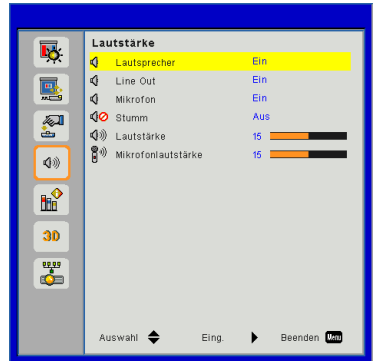 Lautstärke
Lautsprecher Ein
Line Out Ein
Mikrofon Ein
Stumm Aus
Lautstärke 15
Mikrofonlautstärke 15
3D
Auswahl Eing. Beenden Menu